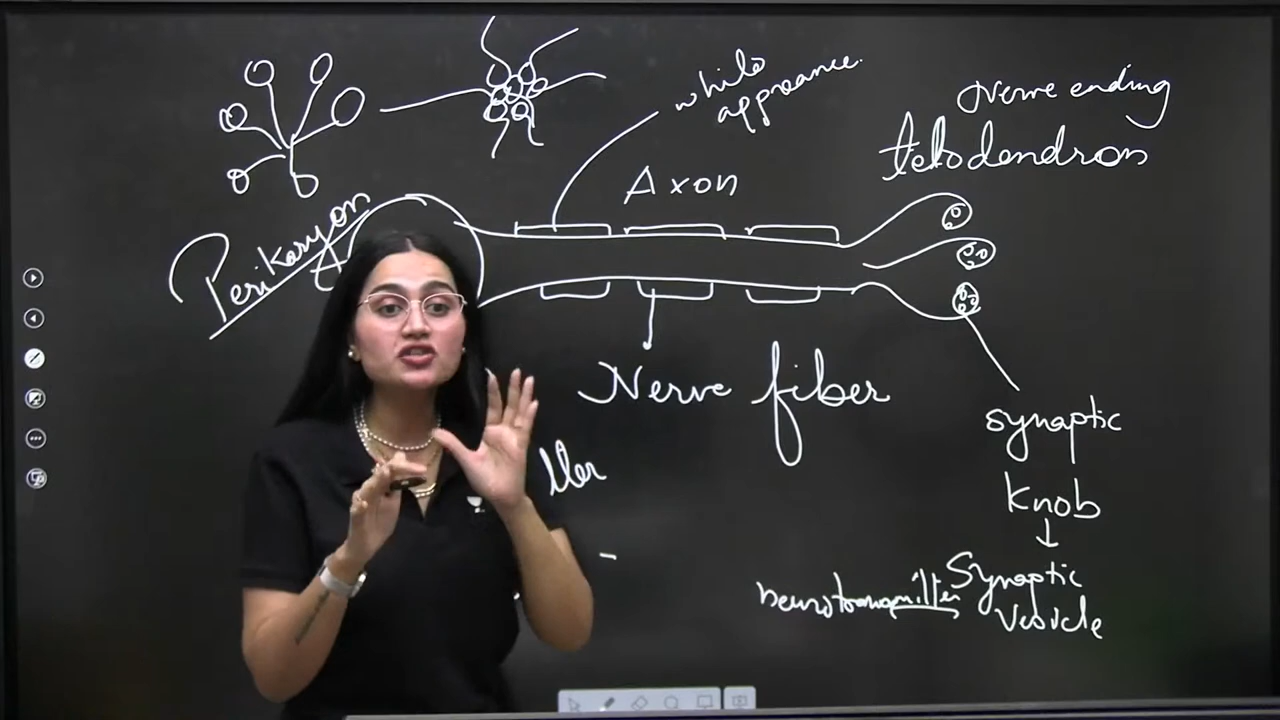 white
appearance.
nerve ending
telodendron
Axon
Perikaryon
Nerve fiber
synaptic
Knob
Synaptic
neurotransmitter
Vesicle